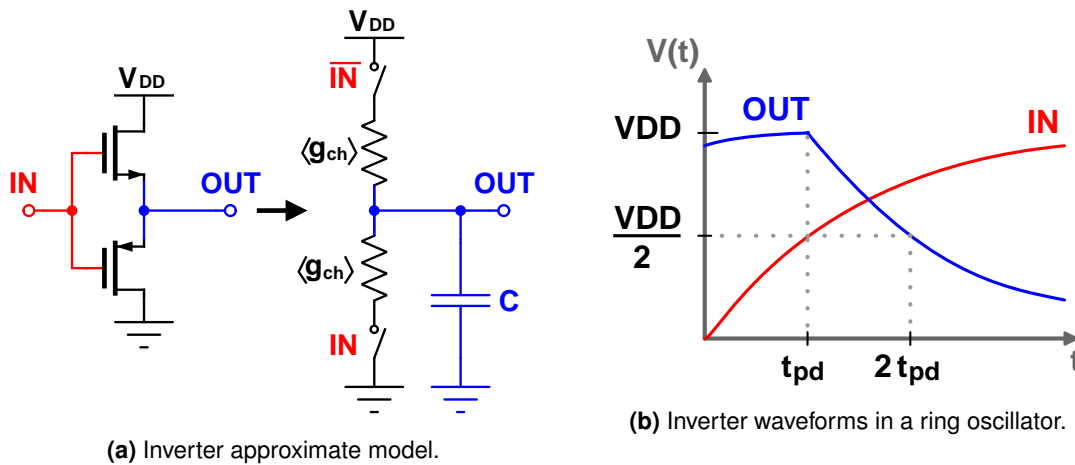 VDD
IN
OUT
VDD
IN
⟨gch⟩
OUT
⟨gch⟩
C
IN
(a) Inverter approximate model.
V(t)
VDD
OUT
IN
VDD
2
tpd
2 tpd
t
(b) Inverter waveforms in a ring oscillator.